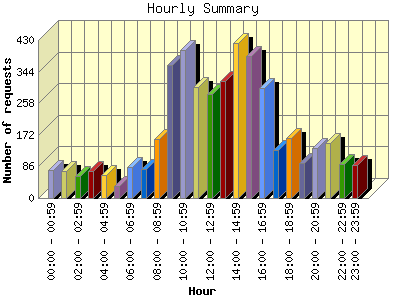 Hourly Summary
Number of requests
430
344
258
172
86
0
00:00 - 00:59
02:00 - 02:59
04:00 - 04:59
06:00 - 06:59
08:00 - 08:59
10:00 - 10:59
12:00 - 12:59
14:00 - 14:59
16:00 - 16:59
18:00 - 18:59
20:00 - 20:59
22:00 - 22:59
23:00 - 23:59
Hour